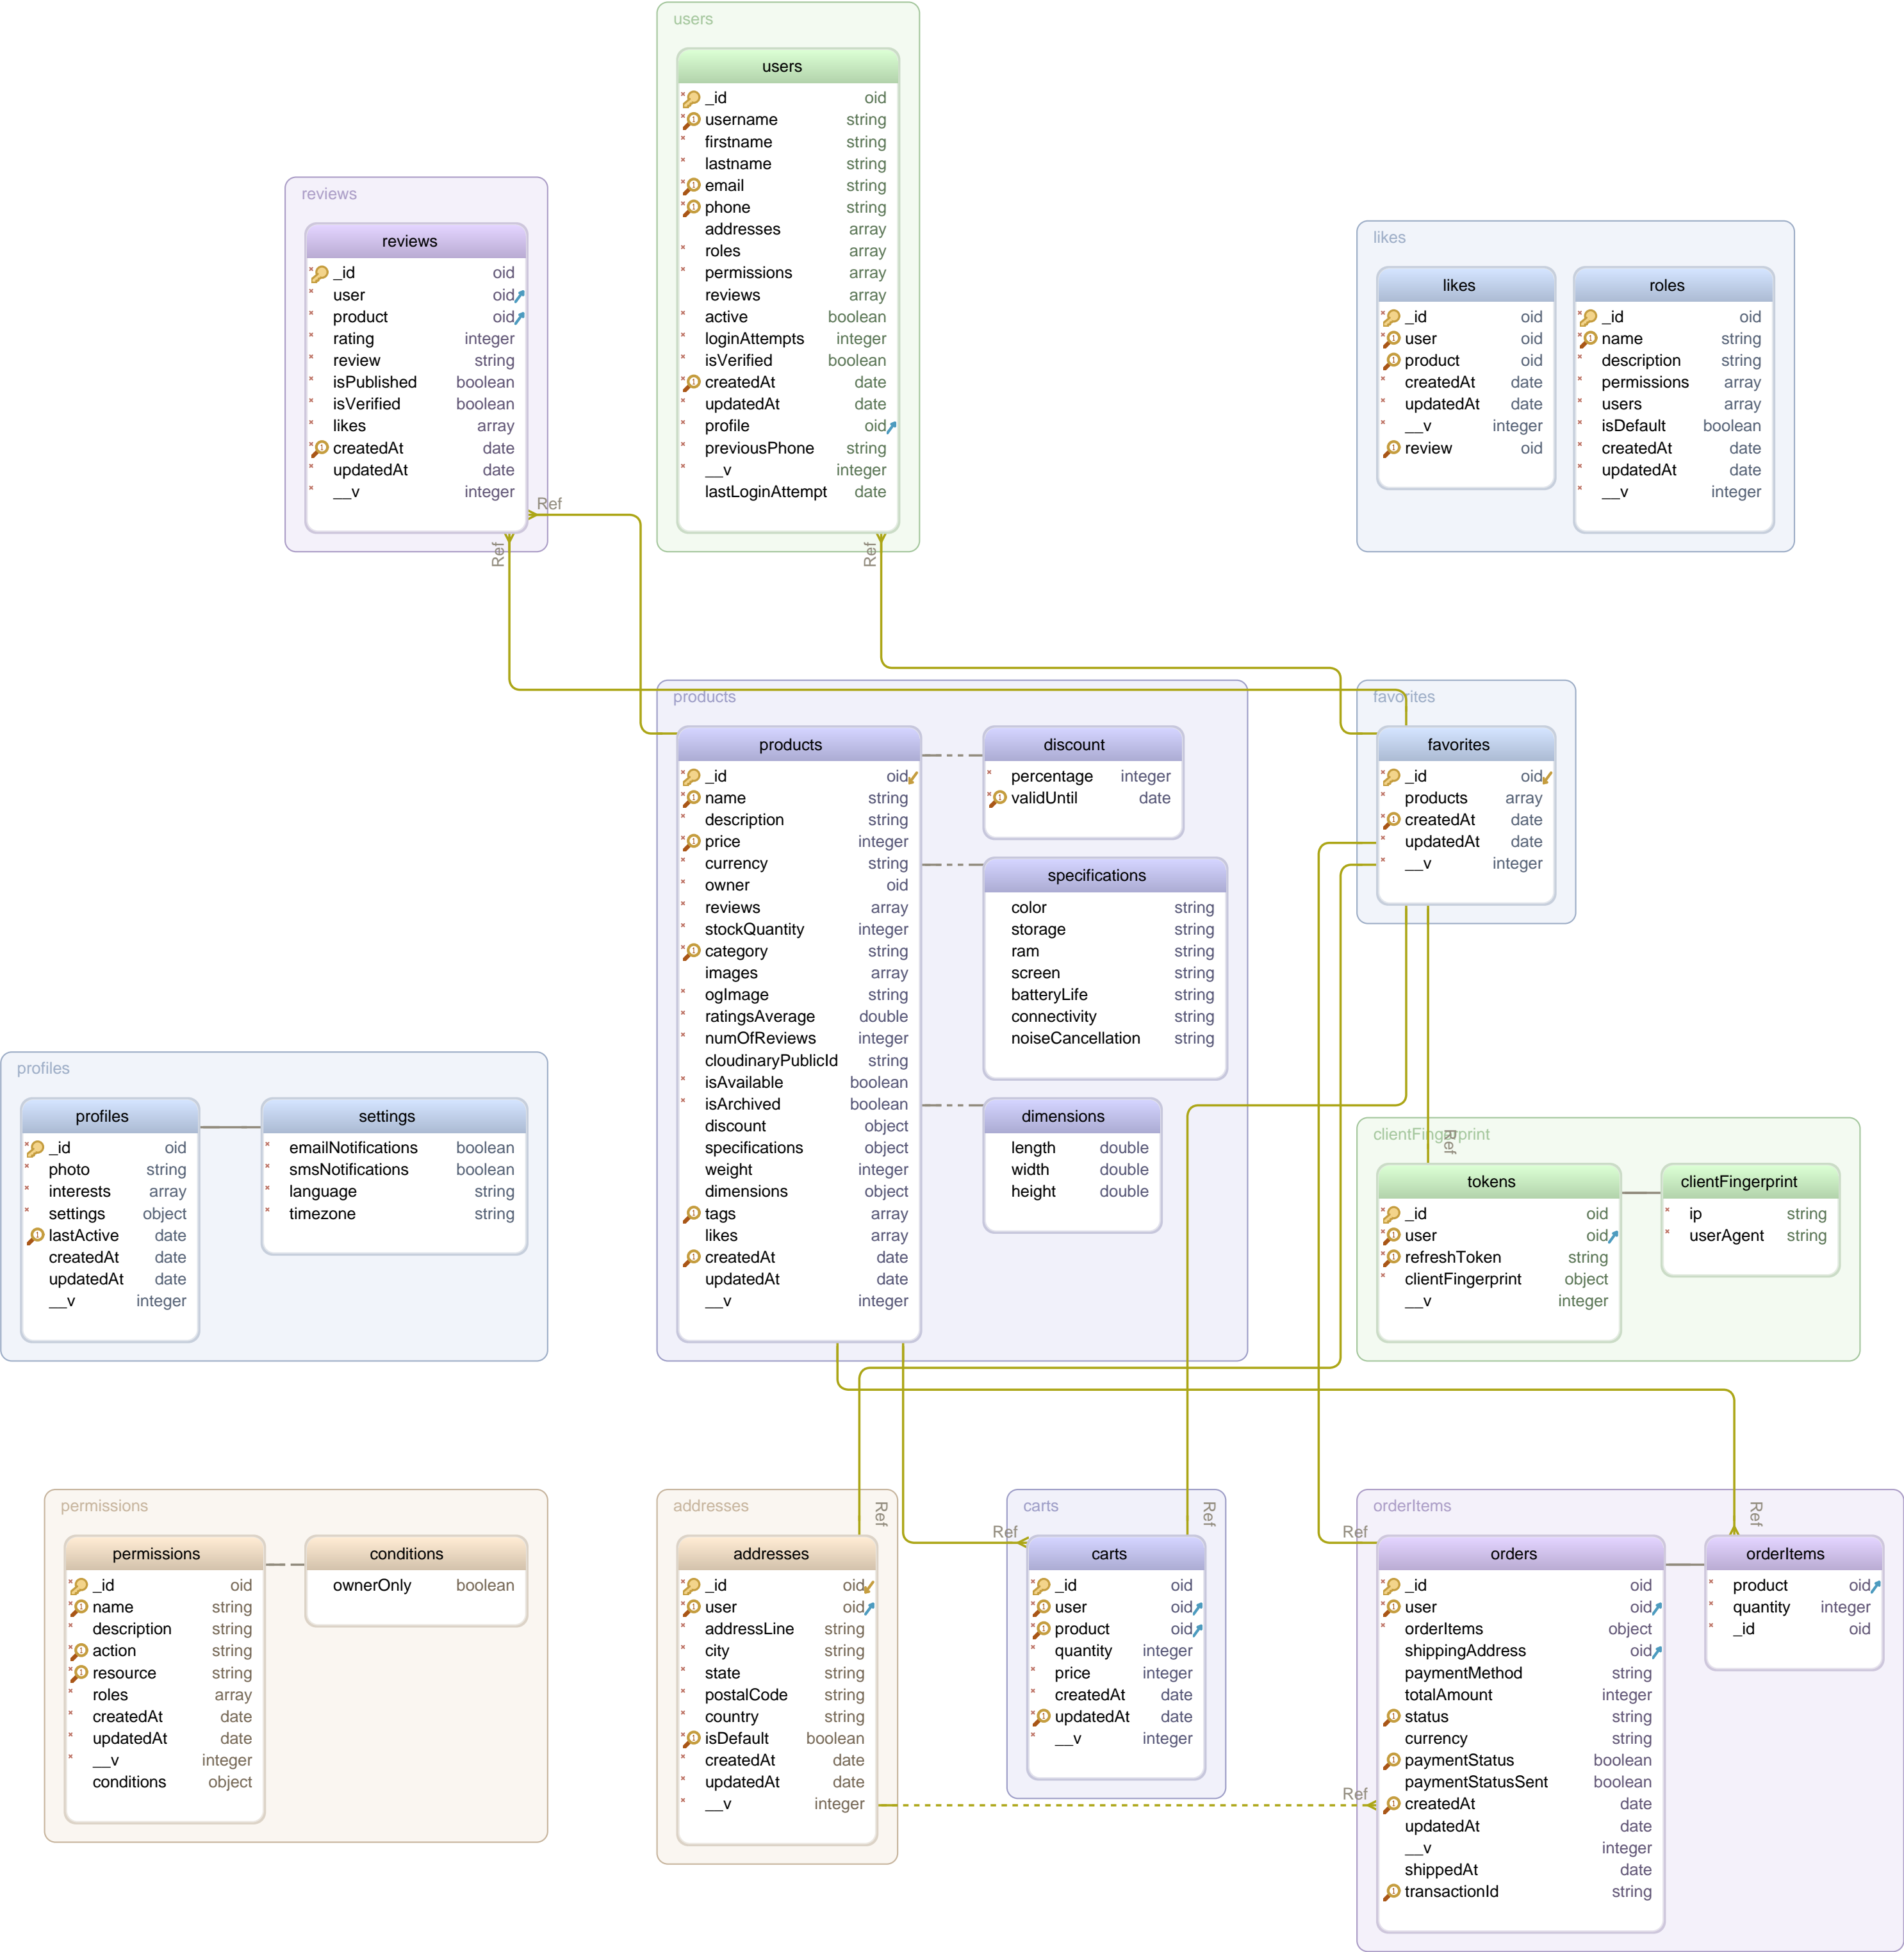 users
users
_id oid
username string
firstname string
lastname string
email string
phone string
addresses array
roles array
permissions array
reviews array
active boolean
loginAttempts integer
isVerified boolean
createdAt date
updatedAt date
profile oid
previousPhone string
__v integer
lastLoginAttempt date
Ref
reviews
reviews
_id oid
user oid
product oid
rating integer
review string
isPublished boolean
isVerified boolean
likes array
createdAt date
updatedAt date
__v integer
Ref
Ref
likes
likes
_id oid
user oid
product oid
createdAt date
updatedAt date
__v integer
review oid
roles
_id oid
name string
description string
permissions array
users array
isDefault boolean
createdAt date
updatedAt date
__v integer
products
products
_id oid
name string
description string
price integer
currency string
owner oid
reviews array
stockQuantity integer
category string
images array
ogImage string
ratingsAverage double
numOfReviews integer
cloudinaryPublicId string
isAvailable boolean
isArchived boolean
discount object
specifications object
weight integer
dimensions object
tags array
likes array
createdAt date
updatedAt date
__v integer
discount
percentage integer
validUntil date
specifications
color string
storage string
ram string
screen string
batteryLife string
connectivity string
noiseCancellation string
dimensions
length double
width double
height double
favorites
favorites
_id oid
products array
createdAt date
updatedAt date
__v integer
profiles
profiles
_id oid
photo string
interests array
settings object
lastActive date
createdAt date
updatedAt date
__v integer
settings
emailNotifications boolean
smsNotifications boolean
language string
timezone string
clientFingerprint
Ref
tokens
_id oid
user oid
refreshToken string
clientFingerprint object
__v integer
clientFingerprint
ip string
userAgent string
permissions
permissions
_id oid
name string
description string
action string
resource string
roles array
createdAt date
updatedAt date
__v integer
conditions object
conditions
ownerOnly boolean
addresses
Ref
addresses
_id oid
user oid
addressLine string
city string
state string
postalCode string
country string
isDefault boolean
createdAt date
updatedAt date
__v integer
carts
Ref
Ref
carts
_id oid
user oid
product oid
quantity integer
price integer
createdAt date
updatedAt date
__v integer
orderItems
Ref
Ref
Ref
orders
_id oid
user oid
orderItems object
shippingAddress oid
paymentMethod string
totalAmount integer
status string
currency string
paymentStatus boolean
paymentStatusSent boolean
createdAt date
updatedAt date
__v integer
shippedAt date
transactionId string
orderItems
product oid
quantity integer
_id oid